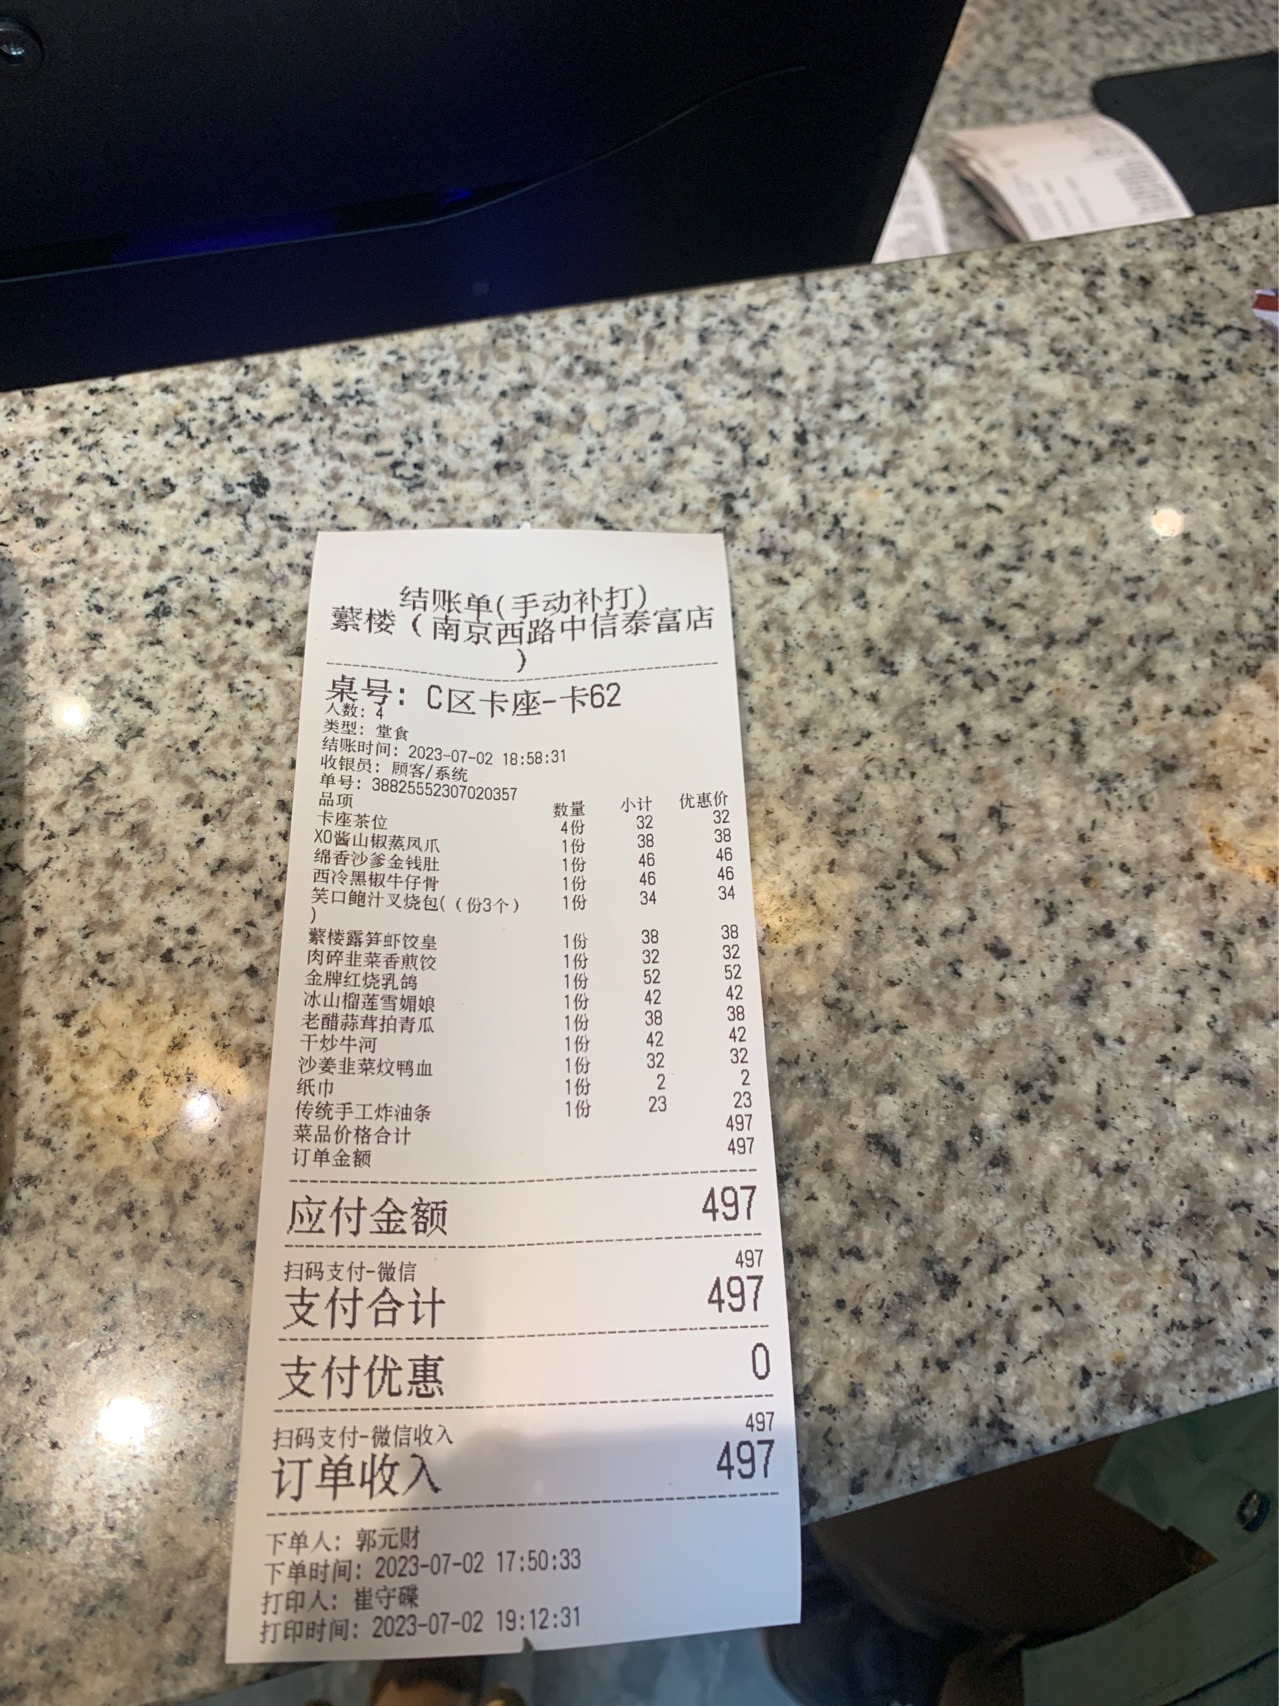 结账单(手动补打)
蘩楼（南京西路中信泰富店
）
桌号: C区卡座-卡62
人数: 4
类型: 堂食
结账时间: 2023-07-02 18:58:31
收银员: 顾客/系统
单号: 38825552307020357
品项 数量 小计 优惠价
卡座茶位 4份 32 32
XO酱山椒蒸凤爪 1份 38 38
绵香沙爹金钱肚 1份 46 46
西冷黑椒牛仔骨 1份 46 46
笑口鲍汁叉烧包(（份3个） 1份 34 34
)
蘩楼露笋虾饺皇 1份 38 38
肉碎韭菜香煎饺 1份 32 32
金牌红烧乳鸽 1份 52 52
冰山榴莲雪媚娘 1份 42 42
老醋蒜茸拍青瓜 1份 38 38
干炒牛河 1份 42 42
沙姜韭菜炆鸭血 1份 32 32
纸巾 1份 2 2
传统手工炸油条 1份 23 23
菜品价格合计 497
订单金额 497
应付金额 497
扫码支付-微信 497
支付合计 497
支付优惠 0
扫码支付-微信收入 497
订单收入 497
下单人: 郭元财
下单时间: 2023-07-02 17:50:33
打印人: 崔守碟
打印时间: 2023-07-02 19:12:31